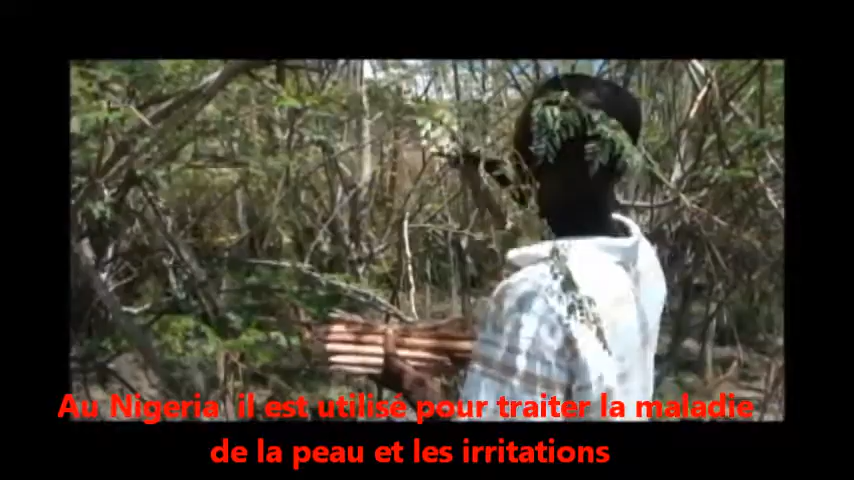 Au Nigeria il est utilisé pour traiter la maladie
de la peau et les irritations